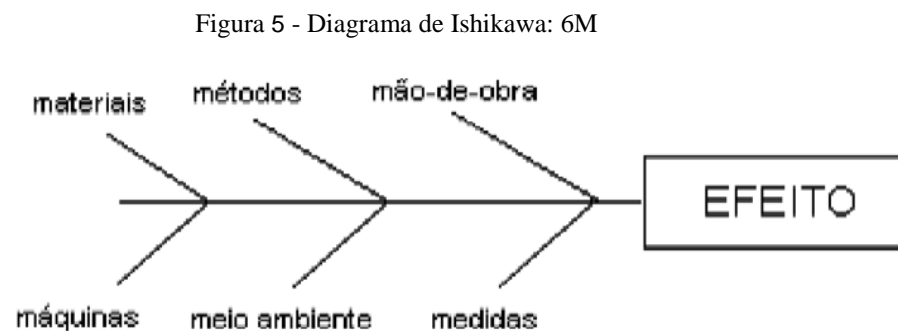 Figura 5 - Diagrama de Ishikawa: 6M
materiais métodos mão-de-obra
EFEITO
máquinas meio ambiente medidas